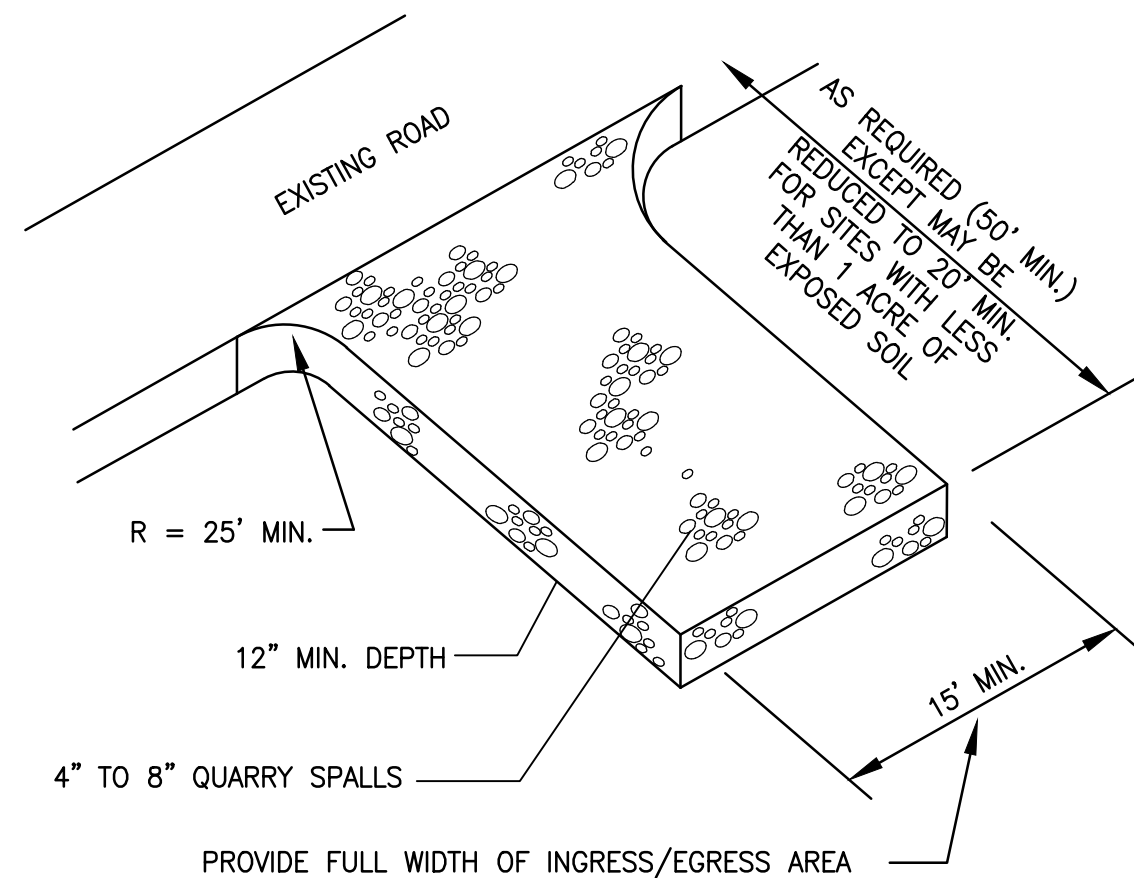 EXISTING ROAD
AS REQUIRED (50' MIN.)
EXCEPT MAY BE
REDUCED TO 20' MIN.
FOR SITES WITH LESS
THAN 1 ACRE OF
EXPOSED SOIL
R = 25' MIN.
12" MIN. DEPTH
15' MIN.
4" TO 8" QUARRY SPALLS
PROVIDE FULL WIDTH OF INGRESS/EGRESS AREA